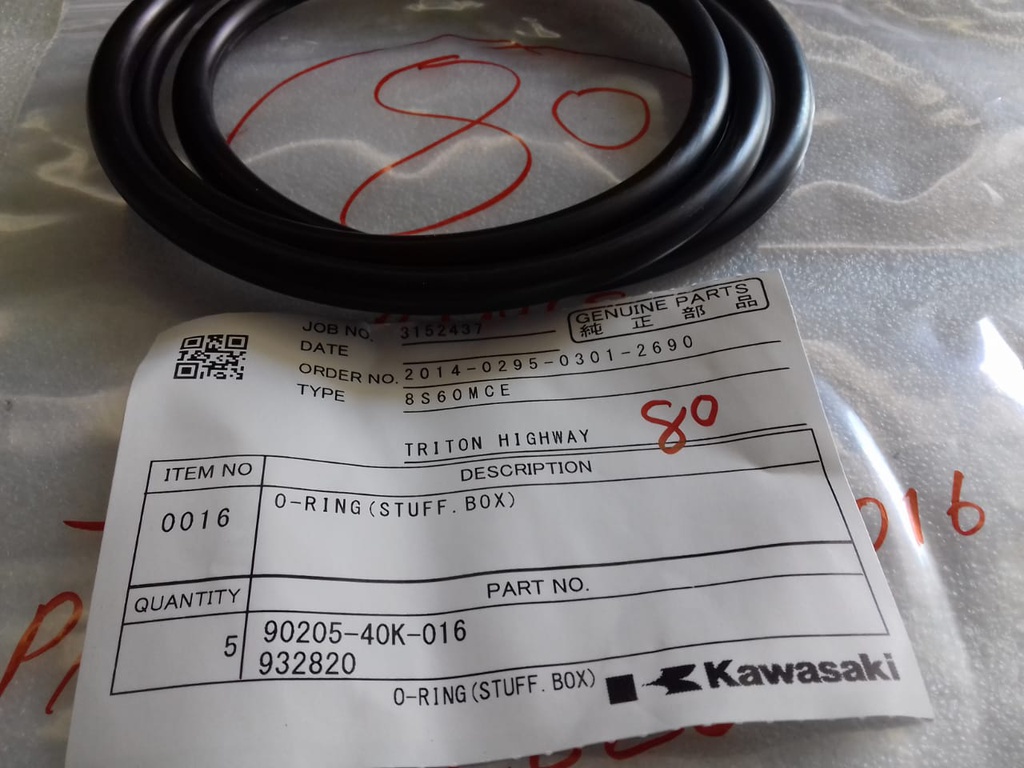 80
JOB NO. 3152437
GENUINE PARTS
純正部品
DATE
ORDER NO. 2014-0295-0301-2690
TYPE 8S60MCE
TRITON HIGHWAY 80
ITEM NO DESCRIPTION
0016 O-RING(STUFF.BOX)
016
QUANTITY PART NO.
5 90205-40K-016
932820
O-RING(STUFF.BOX) Kawasaki